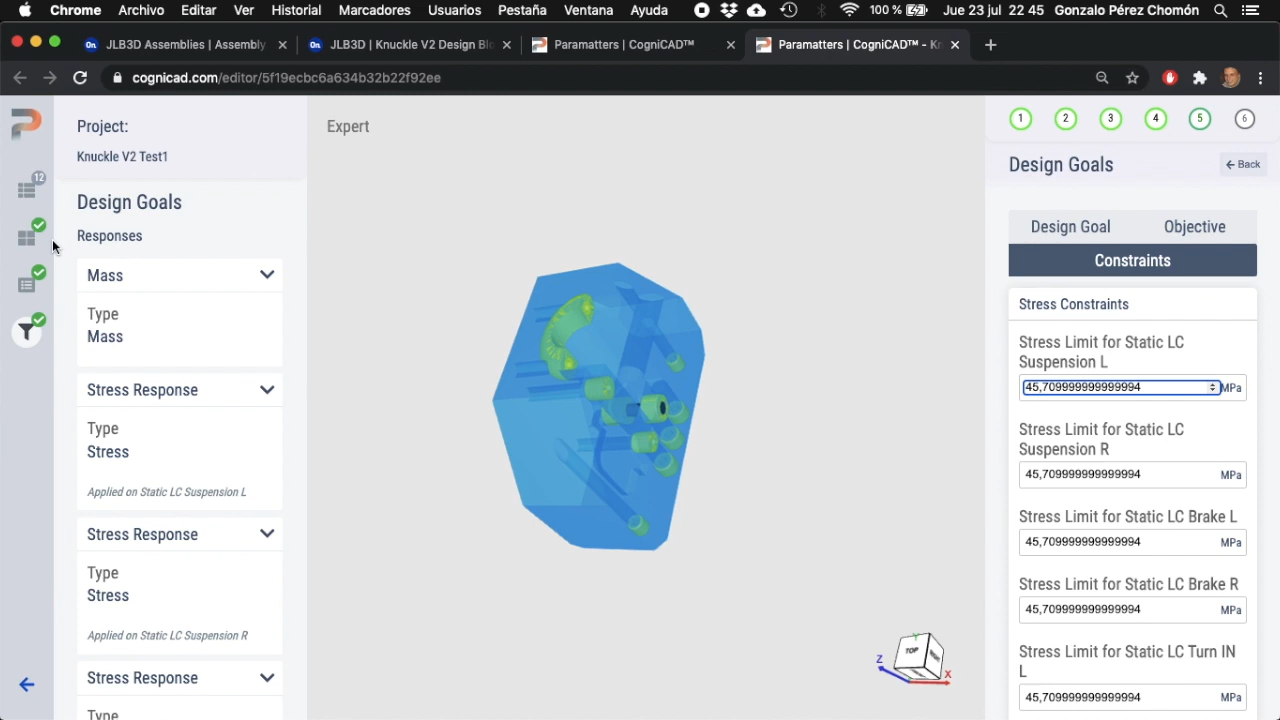 Chrome Archivo Editar Ver Historial Marcadores Usuarios Pestaña Ventana Ayuda 100 % Jue 23 jul 22 45 Gonzalo Pérez Chomón
JLB3D Assemblies | Assembly
JLB3D | Knuckle V2 Design Blo
Paramatters | CogniCAD™
Paramatters | CogniCAD™ - Kn
cognicad.com/editor/5f19ecbc6a634b32b22f92ee
12
Project:
Knuckle V2 Test1
Design Goals
Responses
Mass
Type
Mass
Stress Response
Type
Stress
Applied on Static LC Suspension L
Stress Response
Type
Stress
Applied on Static LC Suspension R
Stress Response
Type
Expert
TOP
Y
Z
X
1 2 3 4 5 6
Design Goals
← Back
Design Goal Objective
Constraints
Stress Constraints
Stress Limit for Static LC
Suspension L
45,709999999999994 MPa
Stress Limit for Static LC
Suspension R
45,709999999999994 MPa
Stress Limit for Static LC Brake L
45,709999999999994 MPa
Stress Limit for Static LC Brake R
45,709999999999994 MPa
Stress Limit for Static LC Turn IN
L
45,709999999999994 MPa